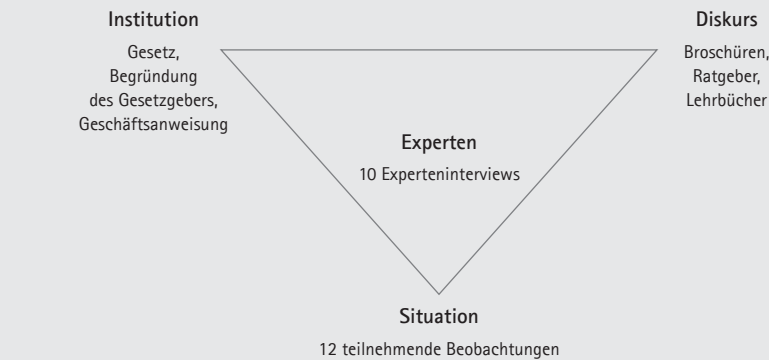 Institution
Gesetz,
Begründung
des Gesetzgebers,
Geschäftsanweisung
Diskurs
Broschüren,
Ratgeber,
Lehrbücher
Experten
10 Experteninterviews
Situation
12 teilnehmende Beobachtungen